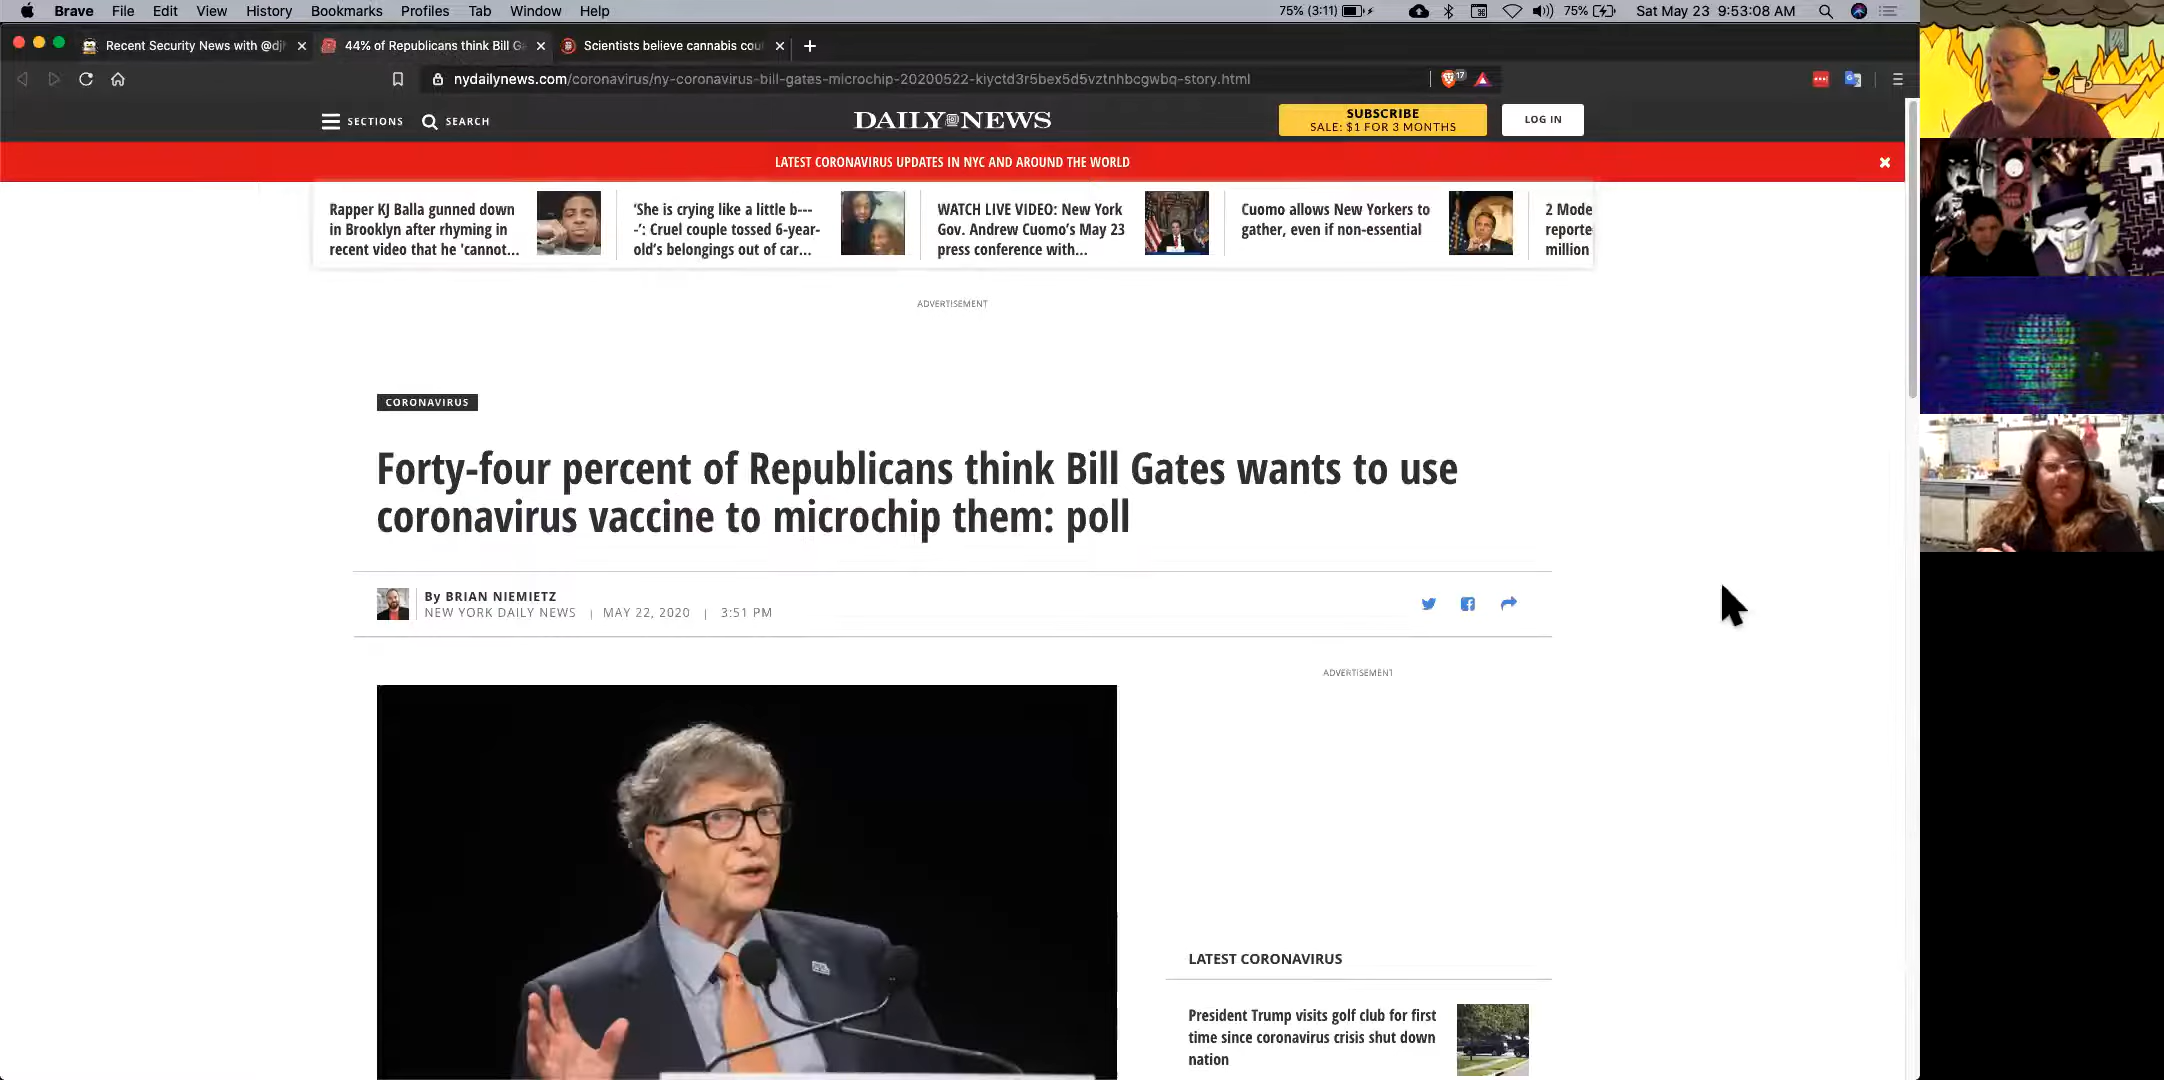 Brave File Edit View History Bookmarks Profiles Tab Window Help 75% (3:11) 75% Sat May 23 9:53:08 AM
Recent Security News with @dj 44% of Republicans think Bill G Scientists believe cannabis cou
nydailynews.com/coronavirus/ny-coronavirus-bill-gates-microchip-20200522-kiyctd3r5bex5d5vztnhbcgwbq-story.html 17
SECTIONS SEARCH DAILY NEWS SUBSCRIBE
SALE: $1 FOR 3 MONTHS LOG IN
LATEST CORONAVIRUS UPDATES IN NYC AND AROUND THE WORLD
Rapper KJ Balla gunned down
in Brooklyn after rhyming in
recent video that he 'cannot...
'She is crying like a little b---
-': Cruel couple tossed 6-year-
old's belongings out of car...
WATCH LIVE VIDEO: New York
Gov. Andrew Cuomo's May 23
press conference with...
Cuomo allows New Yorkers to
gather, even if non-essential
2 Mode
reporte
million
ADVERTISEMENT
CORONAVIRUS
Forty-four percent of Republicans think Bill Gates wants to use
coronavirus vaccine to microchip them: poll
By BRIAN NIEMIETZ
NEW YORK DAILY NEWS | MAY 22, 2020 | 3:51 PM
ADVERTISEMENT
LATEST CORONAVIRUS
President Trump visits golf club for first
time since coronavirus crisis shut down
nation